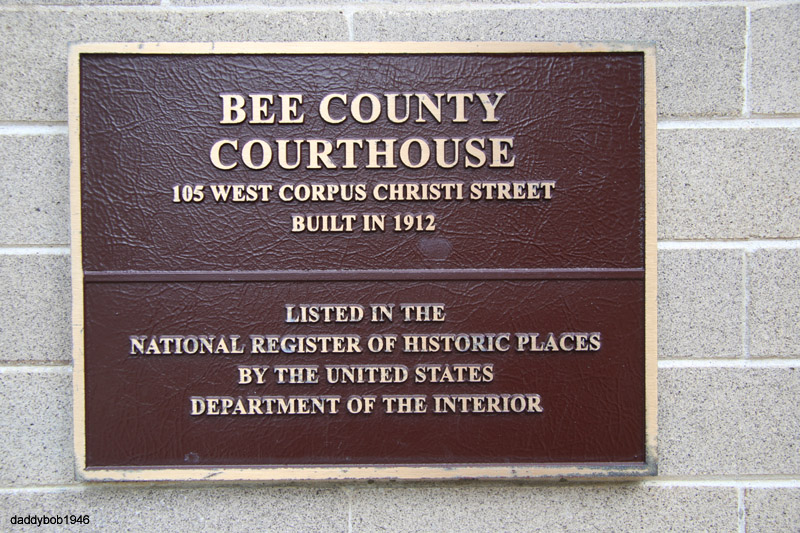 BEE COUNTY
COURTHOUSE
105 WEST CORPUS CHRISTI STREET
BUILT IN 1912
LISTED IN THE
NATIONAL REGISTER OF HISTORIC PLACES
BY THE UNITED STATES
DEPARTMENT OF THE INTERIOR
daddybob1946